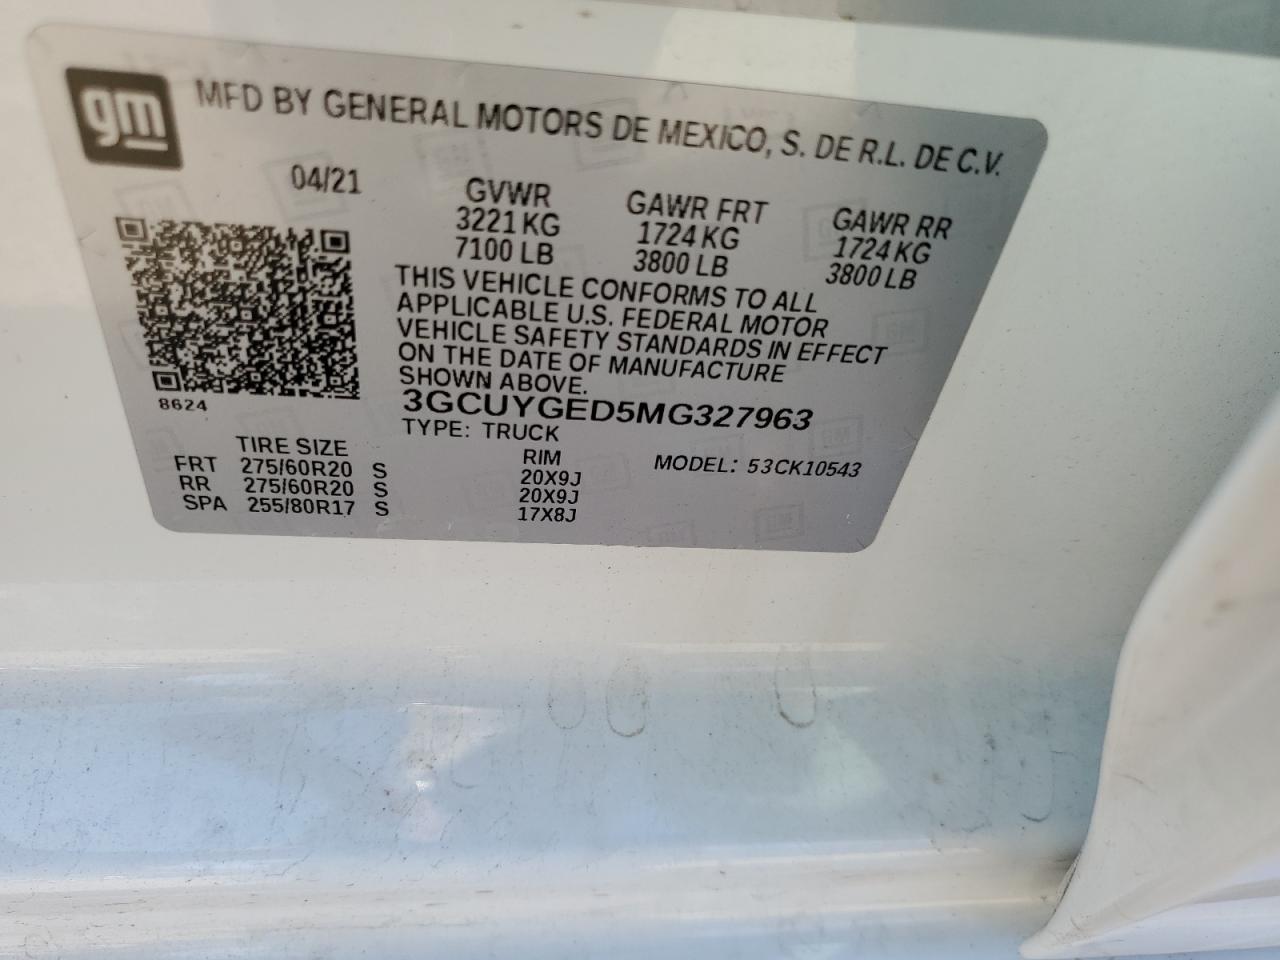 gm
MFD BY GENERAL MOTORS DE MEXICO, S. DE R.L. DE C.V.
04/21
GVWR
3221 KG
7100 LB
GAWR FRT
1724 KG
3800 LB
GAWR RR
1724 KG
3800 LB
THIS VEHICLE CONFORMS TO ALL
APPLICABLE U.S. FEDERAL MOTOR
VEHICLE SAFETY STANDARDS IN EFFECT
ON THE DATE OF MANUFACTURE
SHOWN ABOVE.
8624
3GCUYGED5MG327963
TYPE: TRUCK
MODEL: 53CK10543
TIRE SIZE RIM
FRT 275/60R20 S 20X9J
RR 275/60R20 S 20X9J
SPA 255/80R17 S 17X8J